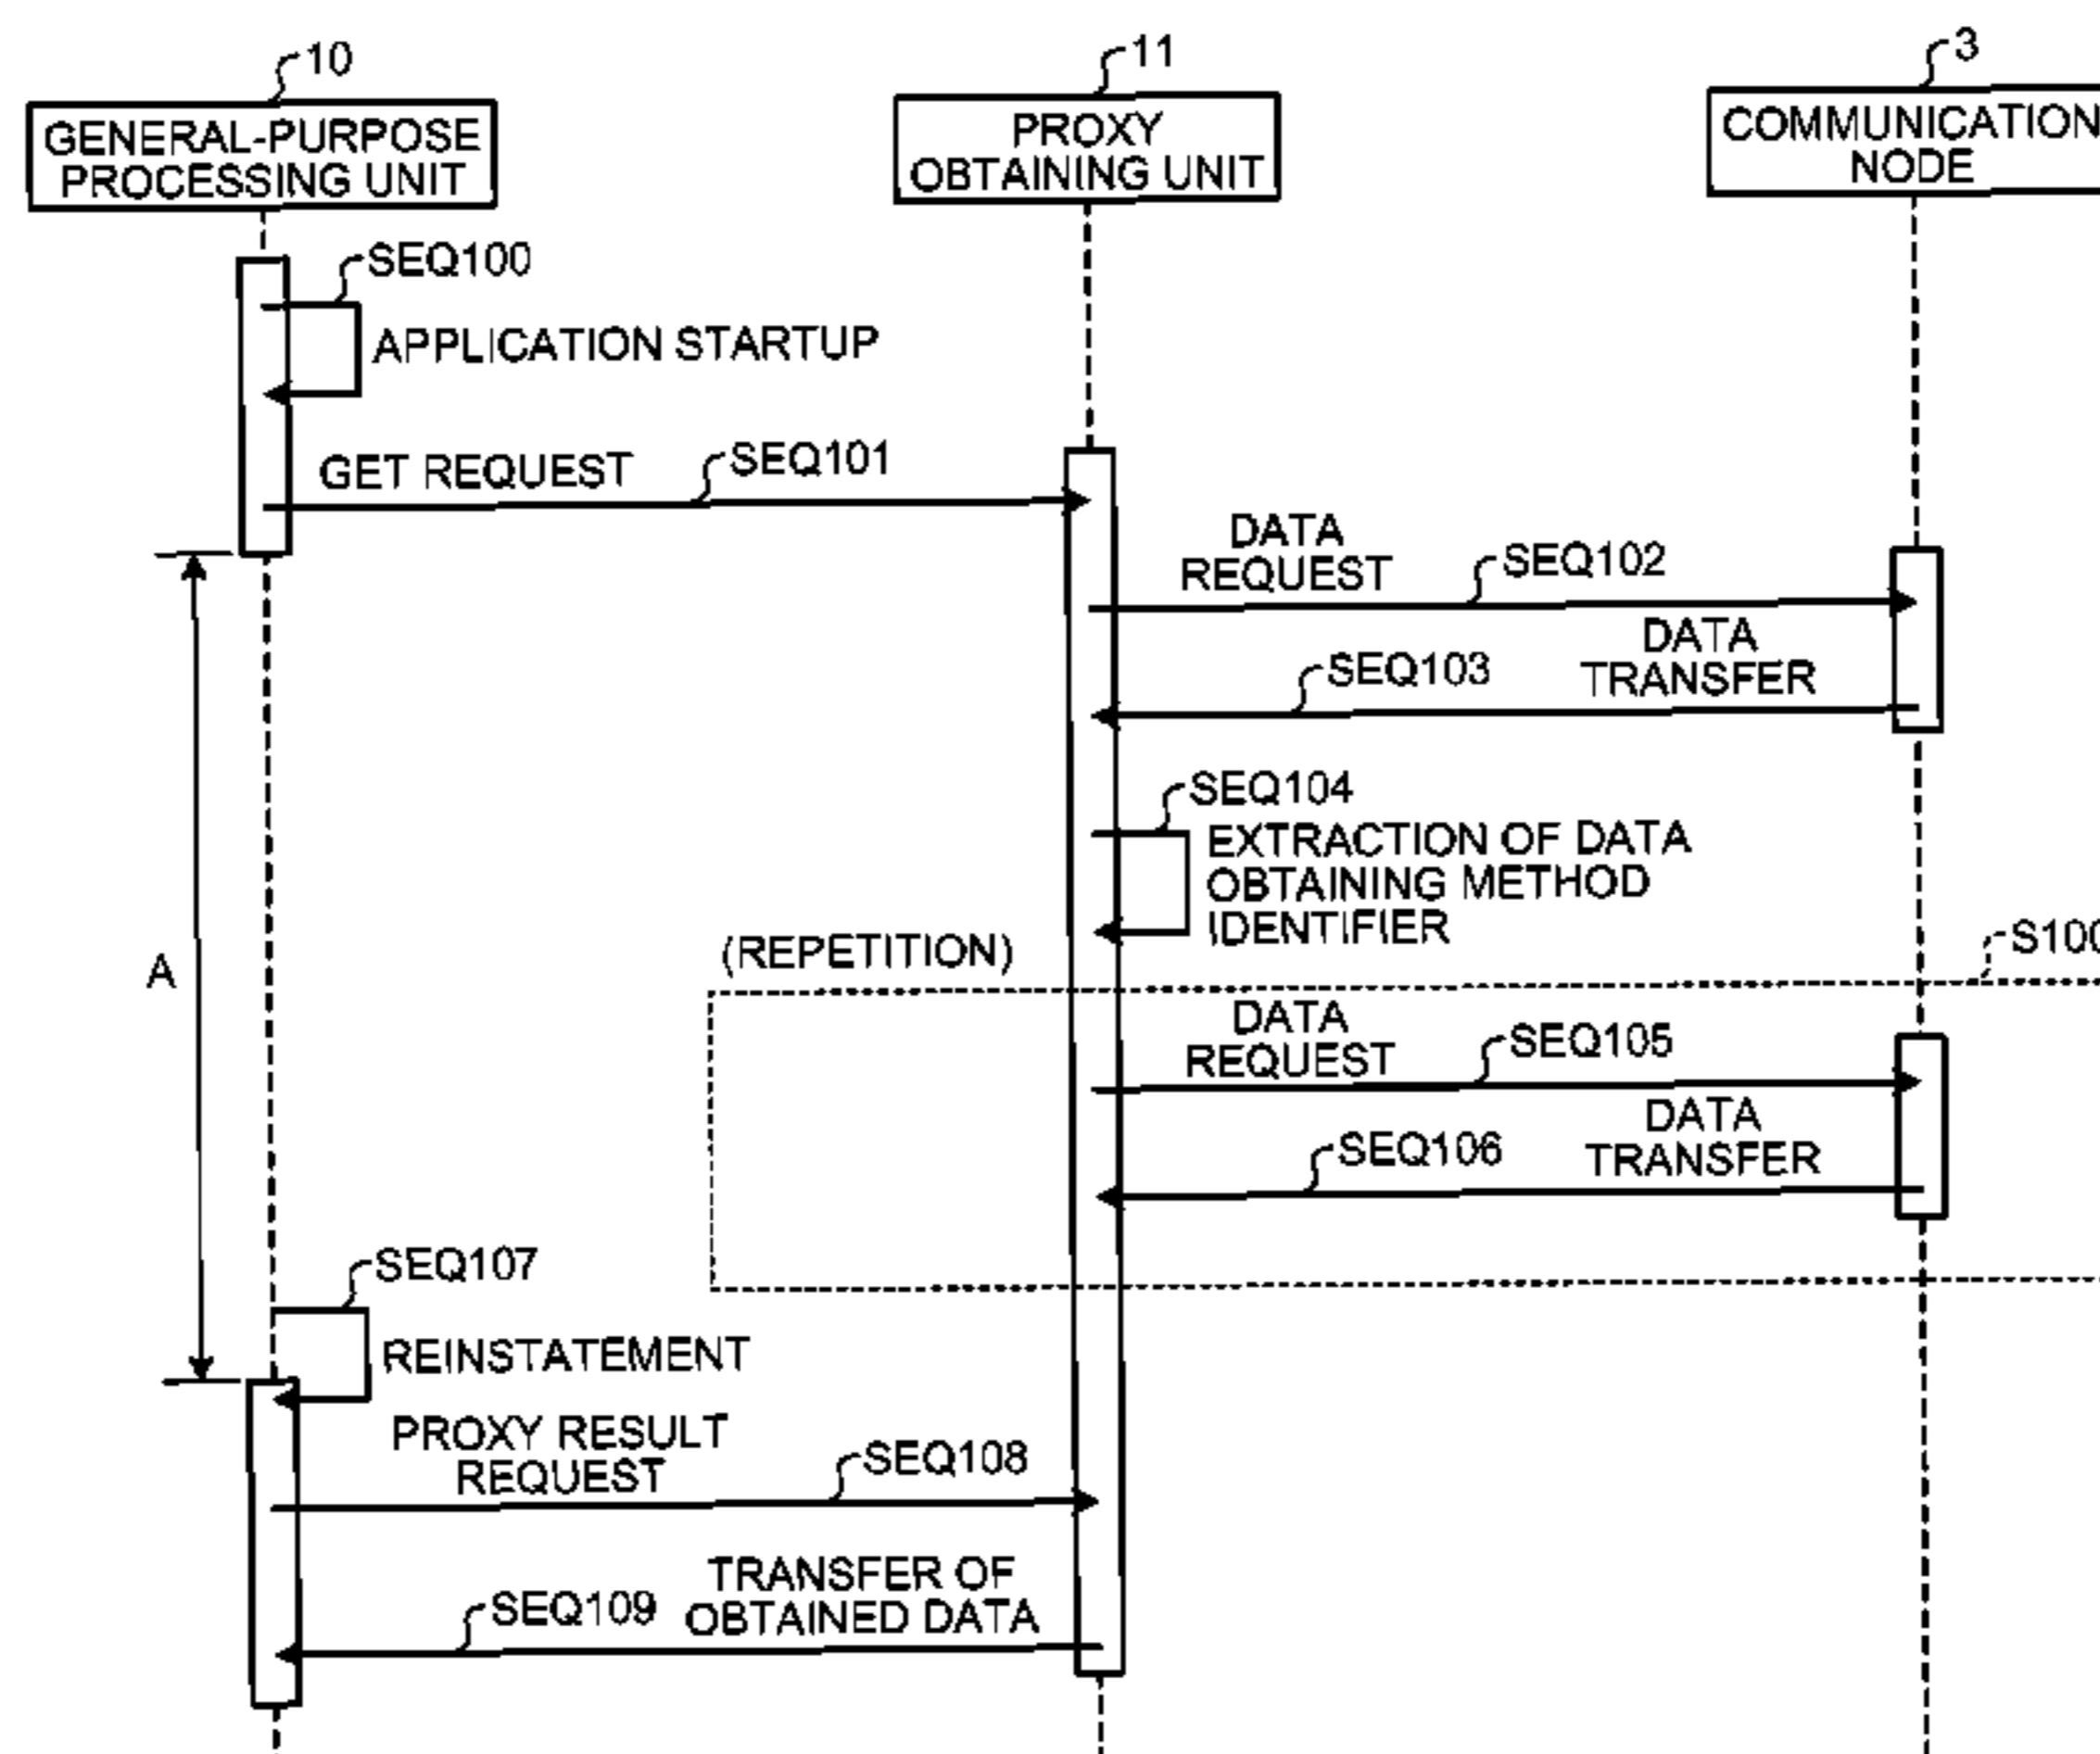 10
11
3
GENERAL-PURPOSE
PROCESSING UNIT
PROXY
OBTAINING UNIT
COMMUNICATION
NODE
SEQ100
APPLICATION STARTUP
GET REQUEST
SEQ101
DATA
REQUEST
SEQ102
DATA
TRANSFER
SEQ103
SEQ104
EXTRACTION OF DATA
OBTAINING METHOD
IDENTIFIER
A
(REPETITION)
S100
DATA
REQUEST
SEQ105
DATA
TRANSFER
SEQ106
SEQ107
REINSTATEMENT
PROXY RESULT
REQUEST
SEQ108
TRANSFER OF
OBTAINED DATA
SEQ109